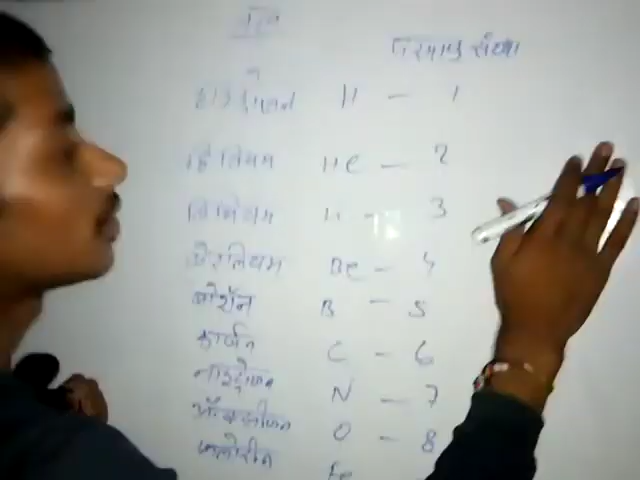 तत्व
परमाणु संख्या
हाइड्रोजन H - 1
हिलियम He - 2
लिथियम Li - 3
बेरेलियम Be - 4
बोरॉन B - 5
कार्बन C - 6
नाइट्रोजन N - 7
ऑक्सीजन O - 8
फ्लोरीन